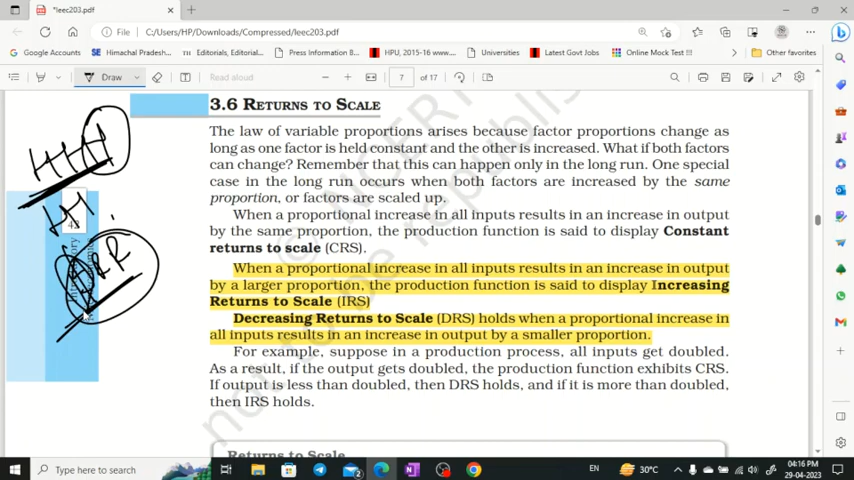 *leec203.pdf
C:/Users/HP/Downloads/Compressed/leec203.pdf
Google Accounts
Himachal Pradesh...
Editorials, Editorial...
Press Information B...
HPU, 2015-16 www....
Universities
Latest Govt Jobs
Online Mock Test !!!
Other favorites
Draw
Read aloud
7
of 17
3.6 RETURNS TO SCALE
The law of variable proportions arises because factor proportions change as
long as one factor is held constant and the other is increased. What if both factors
can change? Remember that this can happen only in the long run. One special
case in the long run occurs when both factors are increased by the same
proportion, or factors are scaled up.
When a proportional increase in all inputs results in an increase in output
by the same proportion, the production function is said to display Constant
returns to scale (CRS).
When a proportional increase in all inputs results in an increase in output
by a larger proportion, the production function is said to display Increasing
Returns to Scale (IRS)
Decreasing Returns to Scale (DRS) holds when a proportional increase in
all inputs results in an increase in output by a smaller proportion.
For example, suppose in a production process, all inputs get doubled.
As a result, if the output gets doubled, the production function exhibits CRS.
If output is less than doubled, then DRS holds, and if it is more than doubled,
then IRS holds.
Returns to Scale
© NCERT
not to be republis
Type here to search
2
EN
30°C
04:16 PM
29-04-2023